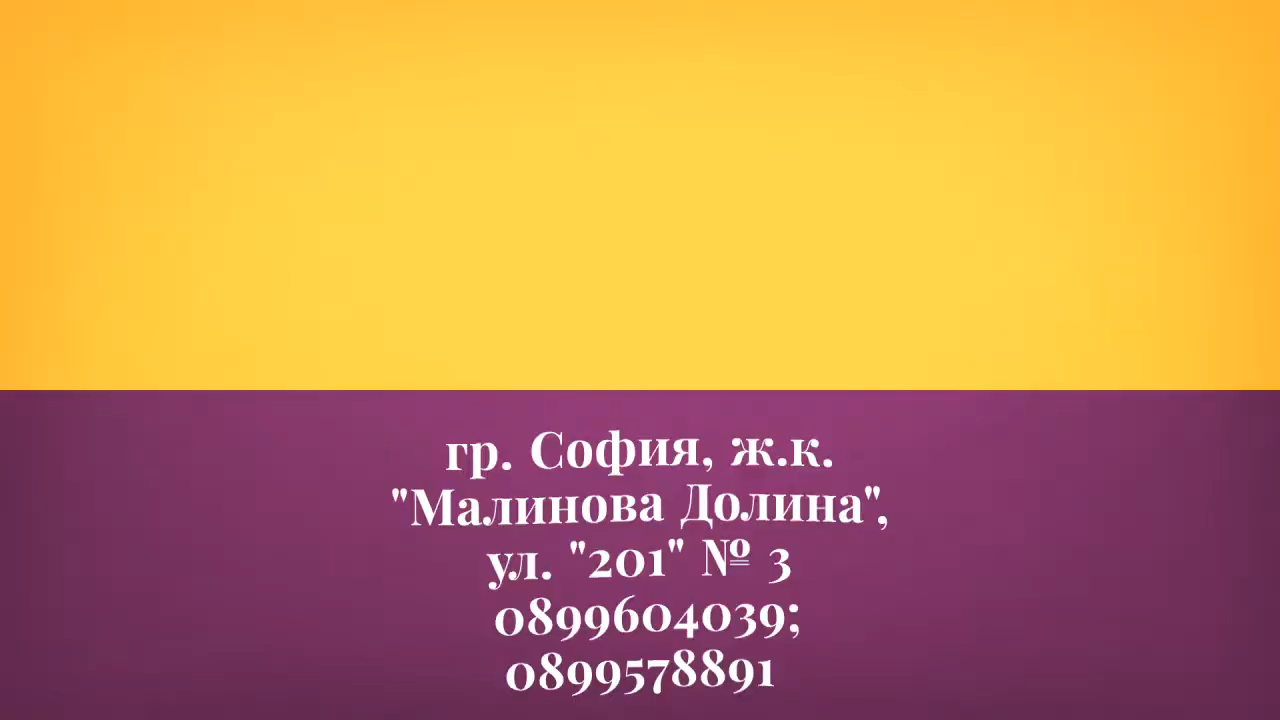 гр. София, ж.к.
"Малинова Долина",
ул. "201" № 3
0899604039;
0899578891